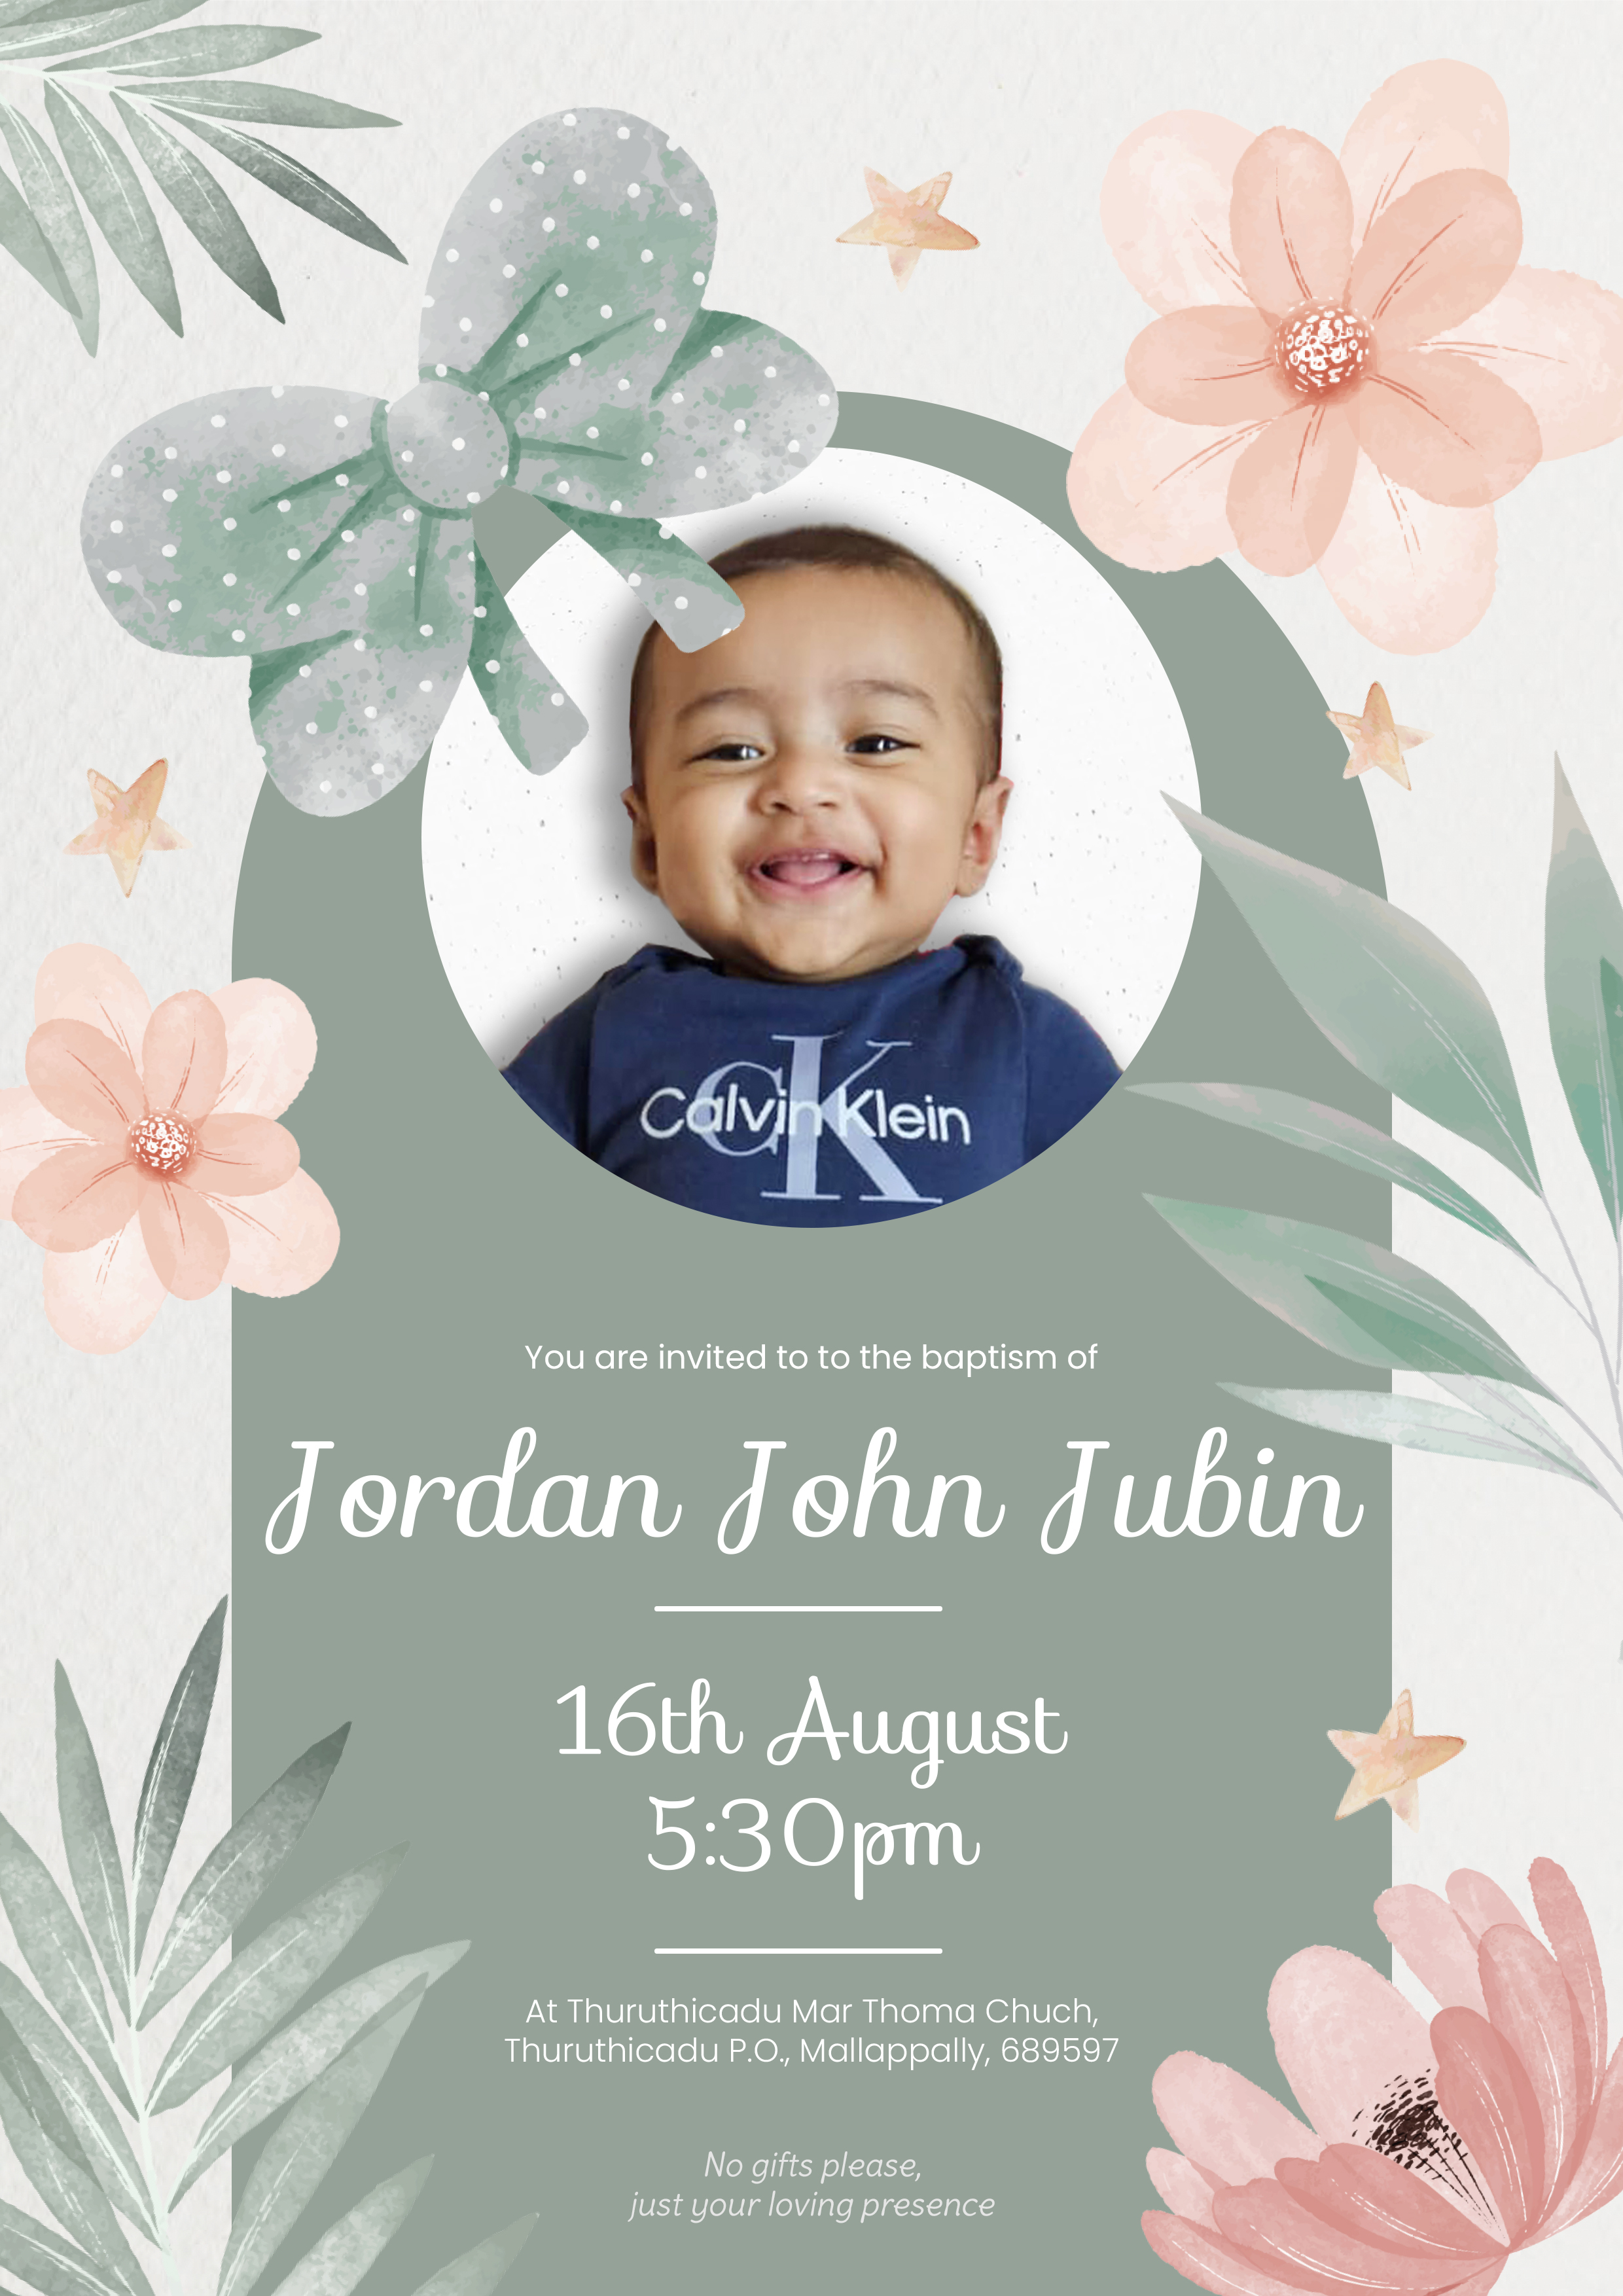 CK
Calvin Klein
You are invited to to the baptism of
Jordan John Jubin
16th August
5:30pm
At Thuruthicadu Mar Thoma Chuch,
Thuruthicadu P.O., Mallappally, 689597
No gifts please,
just your loving presence